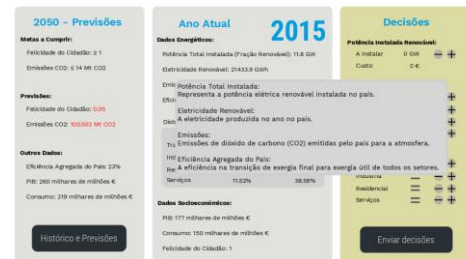 2050 - Previsões
Metas a Cumprir:
Felicidade do Cidadão: ≥ 1
Emissões CO2: ≤ 14 Mt CO2
Previsões:
Felicidade do Cidadão: 0.05
Emissões CO2: 100.503 Mt CO2
Outros Dados:
Eficiência Agregada do País: 23%
PIB: 260 milhares de milhões €
Consumo: 219 milhares de milhões €
Histórico e Previsões
Ano Atual
2015
Dados Energéticos:
Potência Total Instalada (Fração Renovável): 11.8 GW
Eletricidade Renovável: 21433.9 GWh
Potência Total Instalada:
Representa a potência elétrica renovável instalada no país.
Eletricidade Renovável:
A eletricidade produzida no ano no país.
Emissões:
Emissões de dióxido de carbono (CO2) emitidas pelo país para a atmosfera.
Eficiência Agregada do País:
A eficiência na transição de exergia final para exergia útil de todos os setores.
Serviços 11.52% 38.59%
Dados Socioeconómicos:
PIB: 177 milhares de milhões €
Consumo: 150 milhares de milhões €
Felicidade do Cidadão: 1
Decisões
Potência Instalada Renovável:
A instalar 0 GW
Custo 0 €
Indústria
Residencial
Serviços
Enviar decisões